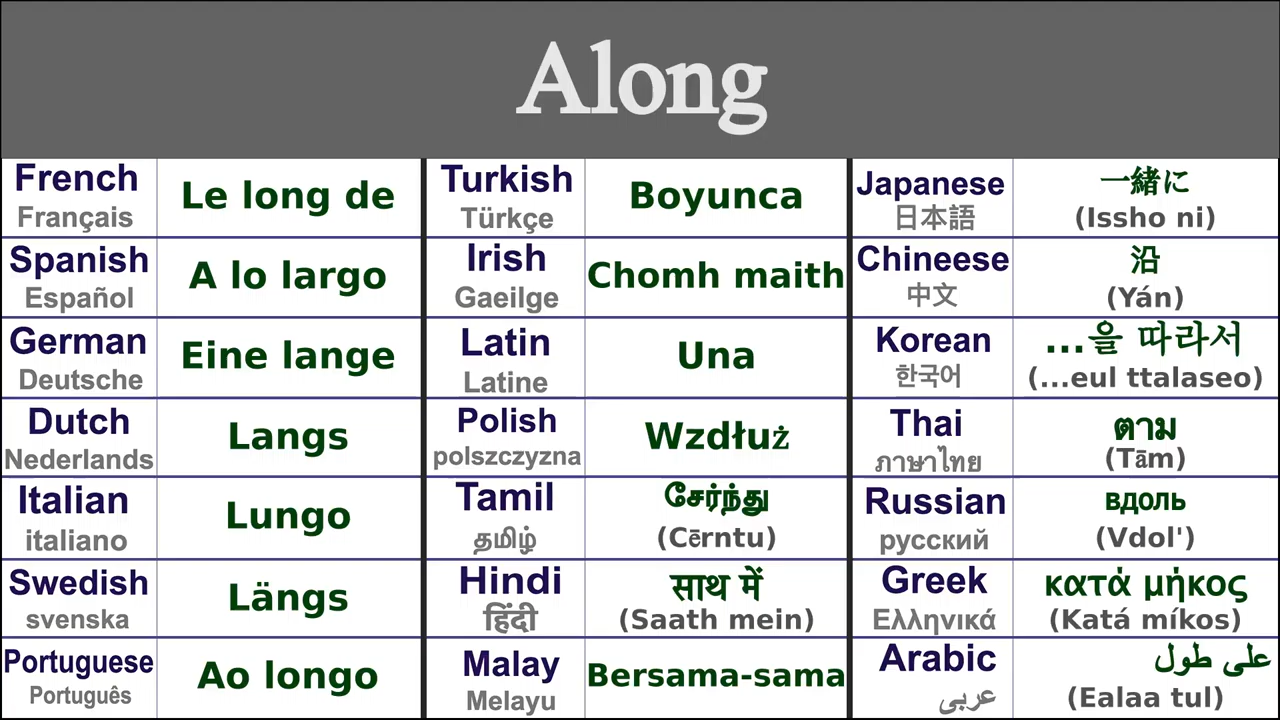 Along
French
Français
Le long de
Turkish
Türkçe
Boyunca
Japanese
日本語
一緒に
(Issho ni)
Spanish
Español
A lo largo
Irish
Gaeilge
Chomh maith
Chineese
中文
沿
(Yán)
German
Deutsche
Eine lange
Latin
Latine
Una
Korean
한국어
...을 따라서
(...eul ttalaseo)
Dutch
Nederlands
Langs
Polish
polszczyzna
Wzdłuż
Thai
ภาษาไทย
ตาม
(Tām)
Italian
italiano
Lungo
Tamil
தமிழ்
சேர்ந்து
(Cērntu)
Russian
русский
вдоль
(Vdol')
Swedish
svenska
Längs
Hindi
हिंदी
साथ में
(Saath mein)
Greek
Ελληνικά
κατά μήκος
(Katá míkos)
Portuguese
Português
Ao longo
Malay
Melayu
Bersama-sama
Arabic
عربى
على طول
(Ealaa tul)